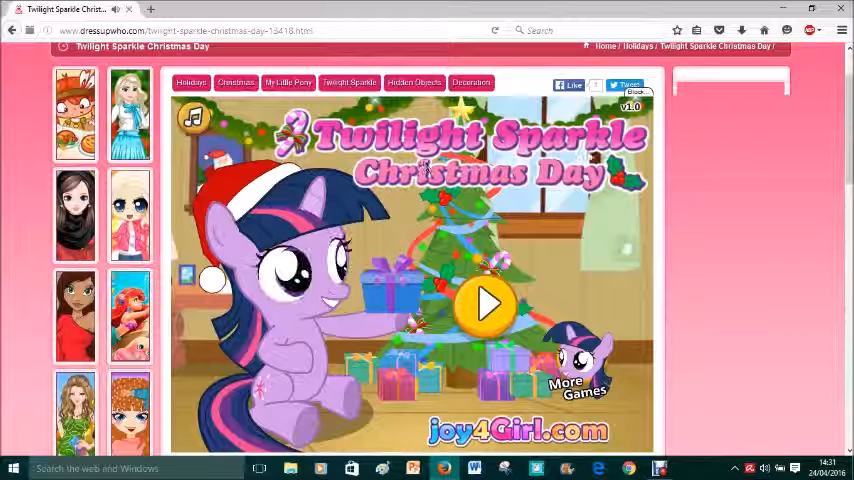 Twilight Sparkle Christ...
www.dressupwho.com/twilight-sparkle-christmas-day-13418.html
Search
ABP
Twilight Sparkle Christmas Day
Home / Holidays / Twilight Sparkle Christmas Day /
Holidays
Christmas
My Little Pony
Twilight Sparkle
Hidden Objects
Decoration
Like
?
Tweet
Block...
v1.0
Twilight Sparkle
Christmas Day
More
Games
joy4Girl.com
Search the web and Windows
14:31
24/04/2016